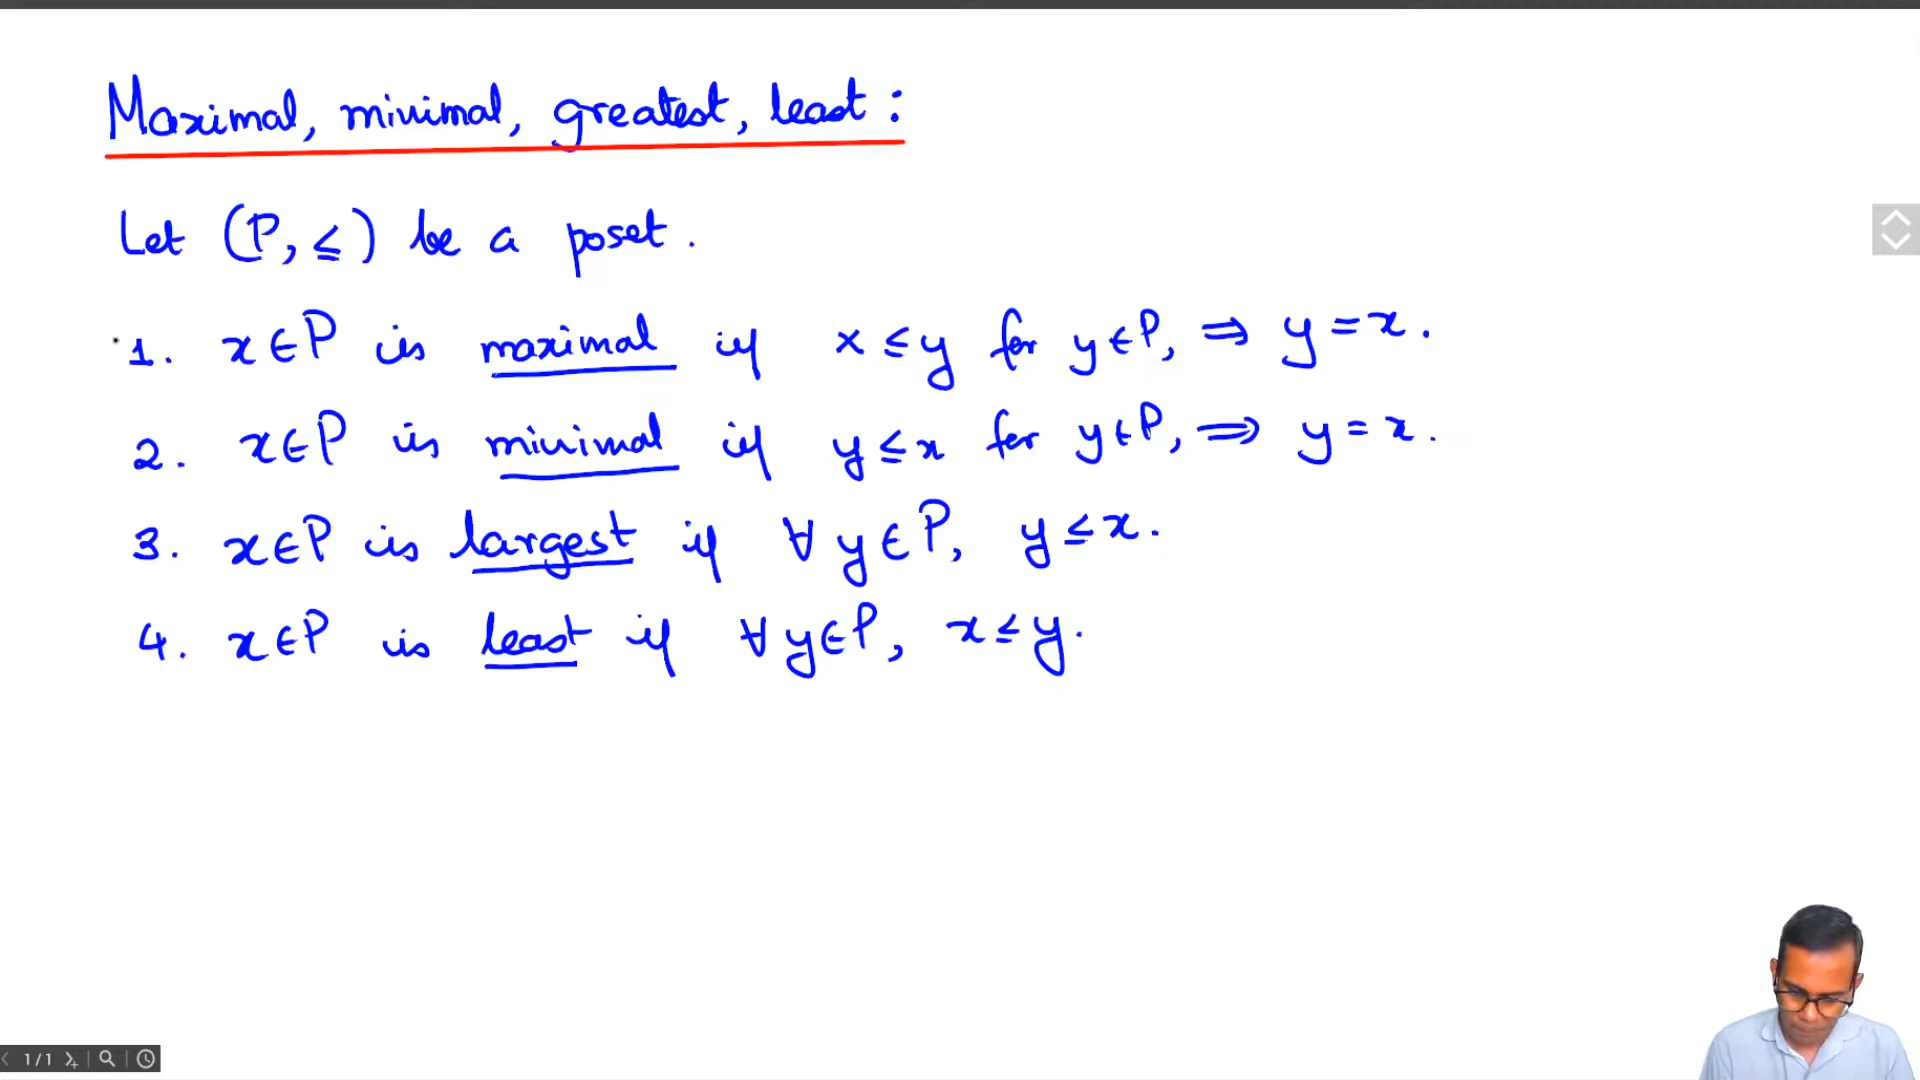 Maximal, minimal, greatest, least :
Let (P, ≤) be a poset.
1. x ∈ P is maximal if x ≤ y for y ∈ P, ⇒ y = x.
2. x ∈ P is minimal if y ≤ x for y ∈ P, ⇒ y = x.
3. x ∈ P is largest if ∀ y ∈ P, y ≤ x.
4. x ∈ P is least if ∀ y ∈ P, x ≤ y.
1/1